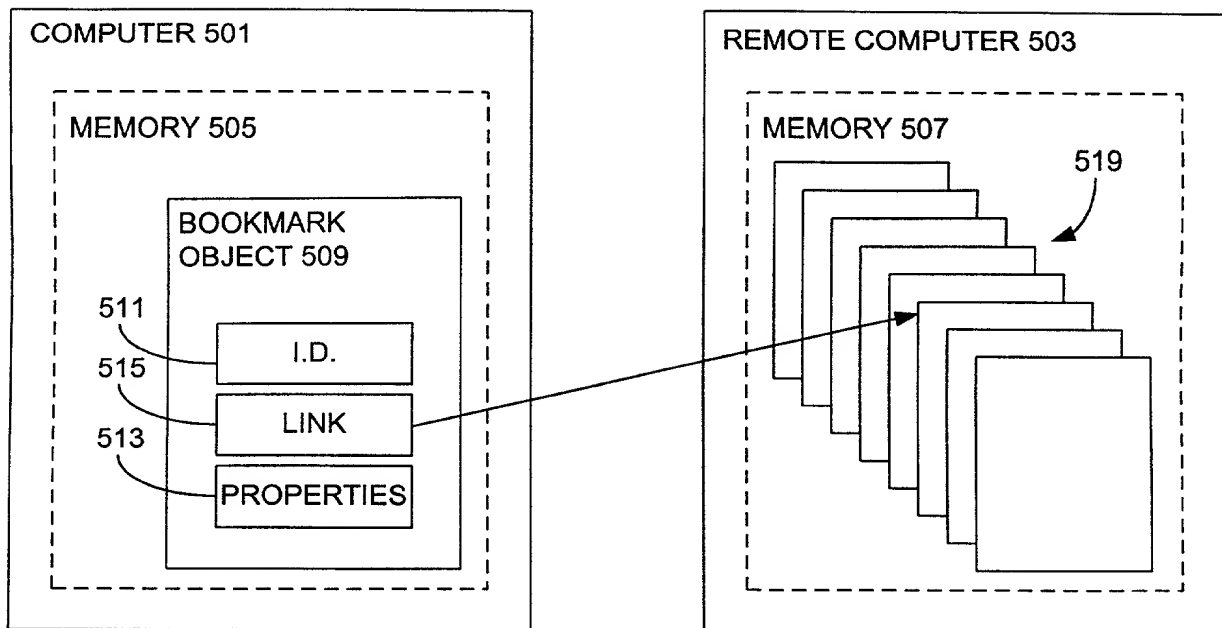 COMPUTER 501
MEMORY 505
BOOKMARK
OBJECT 509
511
I.D.
515
LINK
513
PROPERTIES
REMOTE COMPUTER 503
MEMORY 507
519